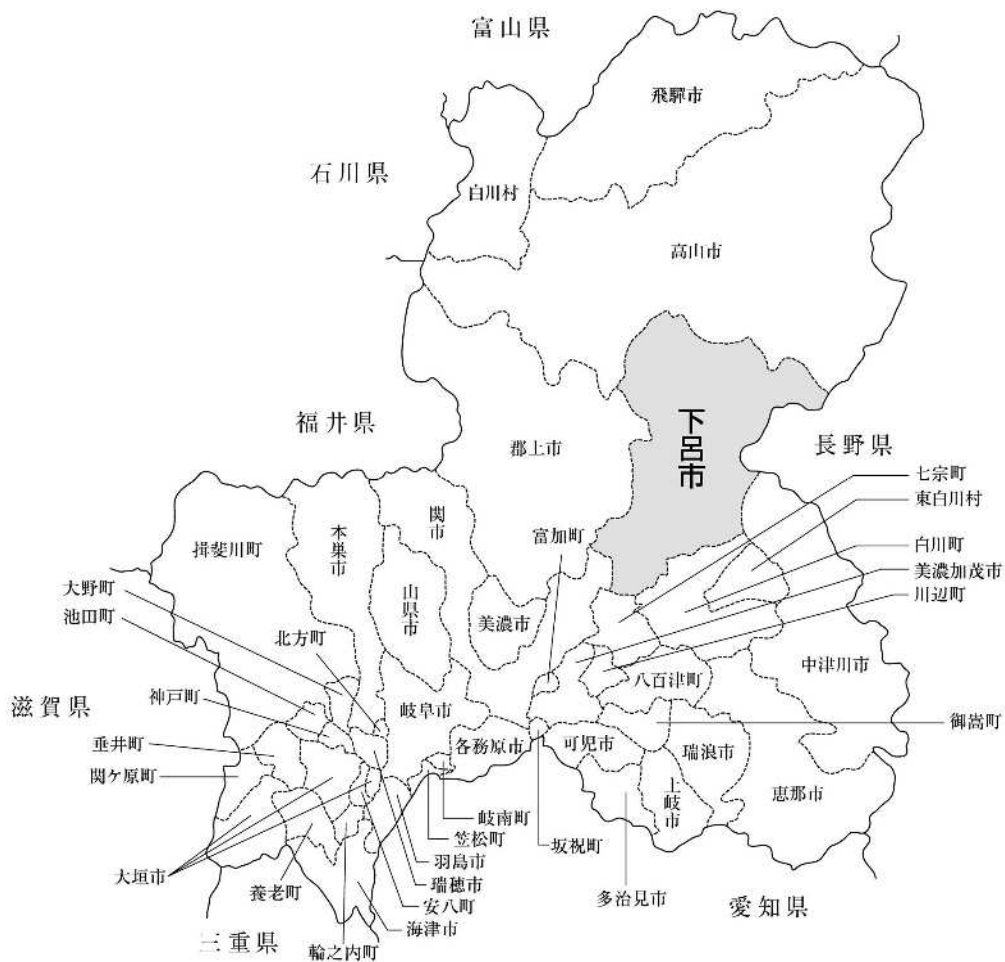 富山県
飛騨市
石川県
白川村
高山市
下呂市
福井県
郡上市
長野県
七宗町
東白川村
関市
富加町
本巣市
揖斐川町
白川町
美濃加茂市
大野町
山県市
川辺町
池田町
美濃市
北方町
中津川市
八百津町
神戸町
滋賀県
岐阜市
御嵩町
垂井町
各務原市
可児市
瑞浪市
関ケ原町
土岐市
恵那市
岐南町
笠松町
坂祝町
羽島市
大垣市
瑞穂市
養老町
多治見市
安八町
愛知県
海津市
三重県
輪之内町